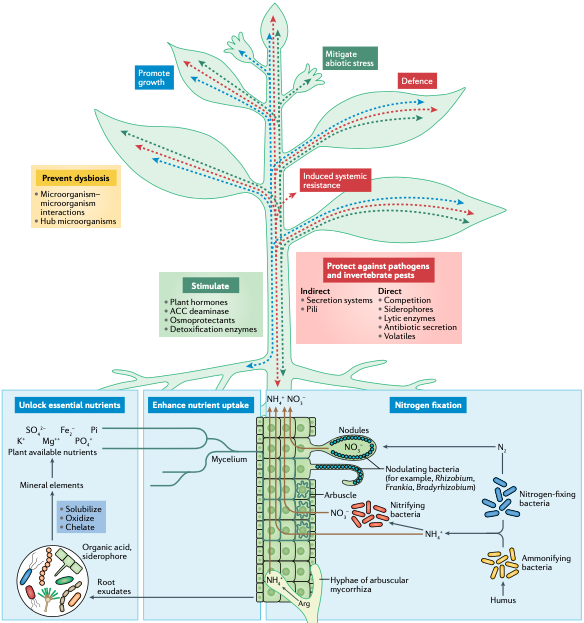 Mitigate
abiotic stress
Promote
growth
Defence
Prevent dysbiosis
• Microorganism–
microorganism
interactions
• Hub microorganisms
Induced systemic
resistance
Stimulate
• Plant hormones
• ACC deaminase
• Osmoprotectants
• Detoxification enzymes
Protect against pathogens
and invertebrate pests
Indirect
• Secretion systems
• Pili
Direct
• Competition
• Siderophores
• Lytic enzymes
• Antibiotic secretion
• Volatiles
Unlock essential nutrients
SO₄²⁻ Fe₂⁻ Pi
K⁺ Mg⁺⁺ PO₄⁺
Plant available nutrients
Mineral elements
• Solubilize
• Oxidize
• Chelate
Organic acid,
siderophore
Root
exudates
Enhance nutrient uptake
Mycelium
NH₄⁺ NO₃⁻
Nitrogen fixation
Nodules
NO₃⁻
N₂
Nodulating bacteria
(for example, Rhizobium,
Frankia, Bradyrhizobium)
Arbuscle
Nitrogen-fixing
bacteria
Nitrifying
bacteria
NO₃⁻
NH₄⁺
Ammonifying
bacteria
Humus
NH₄⁺
Hyphae of arbuscular
mycorrhiza
Arg